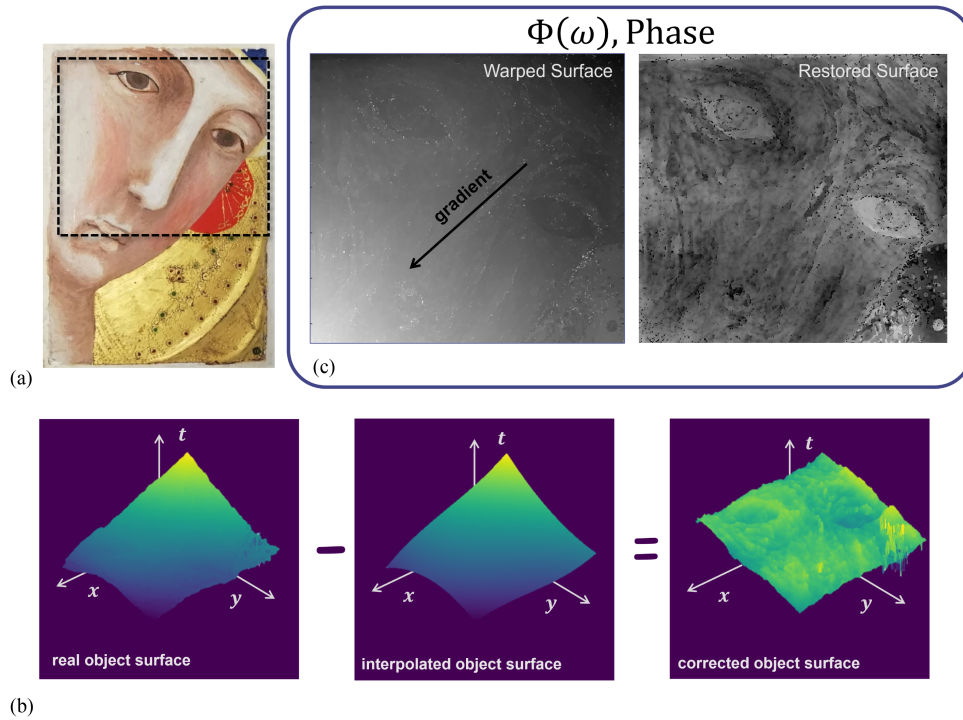 Φ(ω), Phase
Warped Surface
Restored Surface
gradient
(a)
(c)
t
x
y
real object surface
−
t
x
y
interpolated object surface
=
t
x
y
corrected object surface
(b)